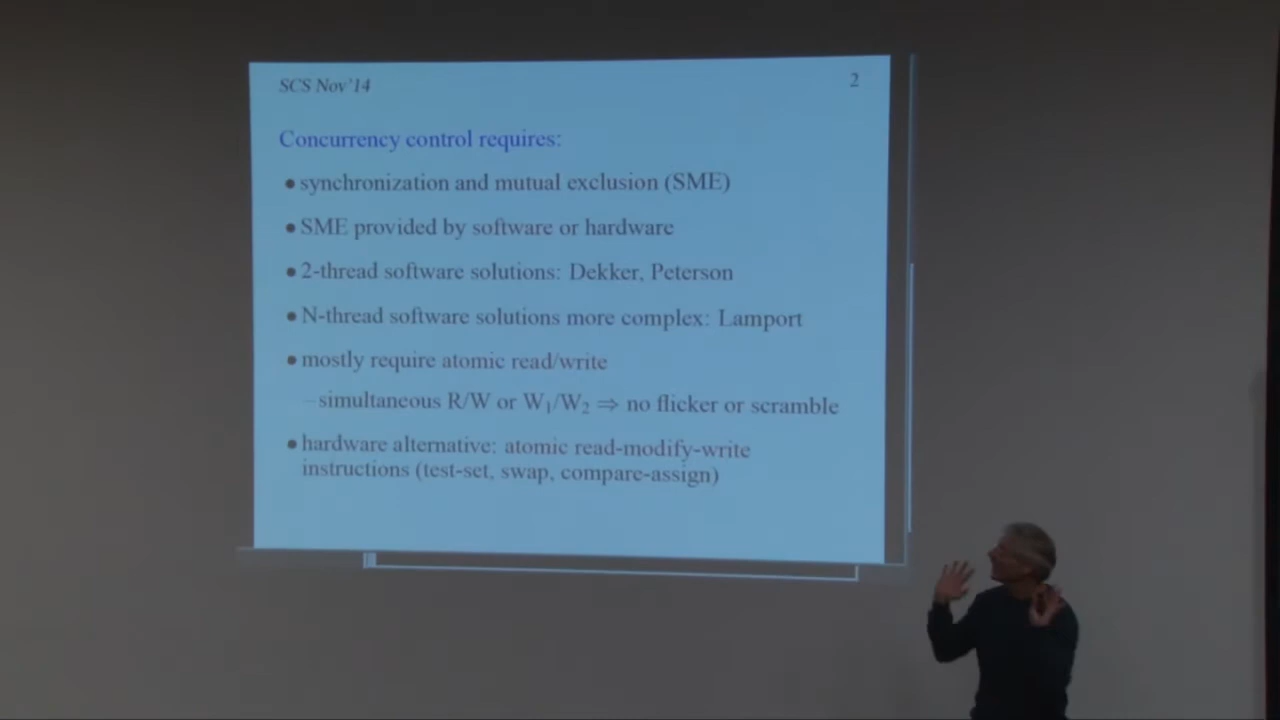 SCS Nov'14
2
Concurrency control requires:
• synchronization and mutual exclusion (SME)
• SME provided by software or hardware
• 2-thread software solutions: Dekker, Peterson
• N-thread software solutions more complex: Lamport
• mostly require atomic read/write
– simultaneous R/W or W₁/W₂ ⇒ no flicker or scramble
• hardware alternative: atomic read-modify-write
instructions (test-set, swap, compare-assign)